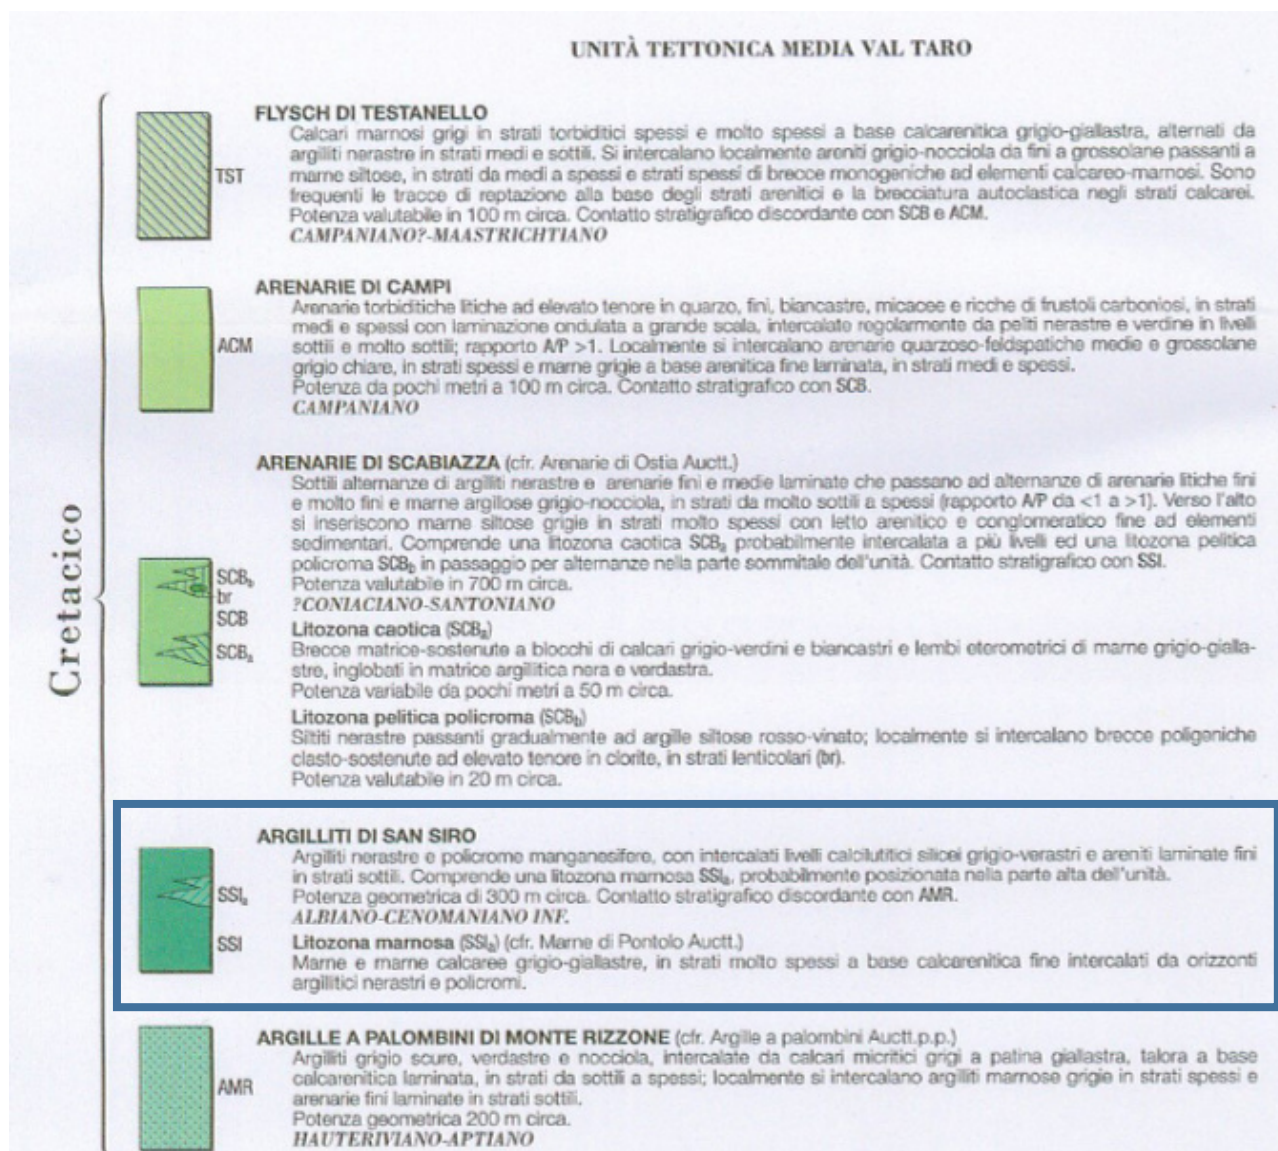 UNITÀ TETTONICA MEDIA VAL TARO
FLYSCH DI TESTANELLO
Calcari marnosi grigi in strati torbiditici spessi e molto spessi a base calcarenitica grigio-giallastra, alternati da
argilliti nerastre in strati medi e sottili. Si intercalano localmente areniti grigio-nocciola da fini a grossolane passanti a
marne siltose, in strati da medi a spessi e strati spessi di brecce monogeniche ad elementi calcareo-marnosi. Sono
frequenti le tracce di reptazione alla base degli strati arenitici e la brecciatura autoclastica negli strati calcarei.
Potenza valutabile in 100 m circa. Contatto stratigrafico discordante con SCB e ACM.
CAMPANIANO?-MAASTRICHTIANO
TST
ARENARIE DI CAMPI
Arenarie torbiditiche litiche ad elevato tenore in quarzo, fini, biancastre, micacee e ricche di frustoli carboniosi, in strati
medi e spessi con laminazione ondulata a grande scala, intercalate regolarmente da peliti nerastre e verdine in livelli
sottili e molto sottili; rapporto A/P >1. Localmente si intercalano arenarie quarzoso-feldspatiche medie e grossolane
grigio chiare, in strati spessi e marne grigie a base arenitica fine laminata, in strati medi e spessi.
Potenza da pochi metri a 100 m circa. Contatto stratigrafico con SCB.
CAMPANIANO
ACM
ARENARIE DI SCABIAZZA (cfr. Arenarie di Ostia Auctt.)
Sottili alternanze di argilliti nerastre e arenarie fini e medie laminate che passano ad alternanze di arenarie litiche fini
e molto fini e marne argillose grigio-nocciola, in strati da molto sottili a spessi (rapporto A/P da <1 a >1). Verso l'alto
si inseriscono marne siltose grigie in strati molto spessi con letto arenitico e conglomeratico fine ad elementi
sedimentari. Comprende una litozona caotica SCBa probabilmente intercalata a più livelli ed una litozona pelitica
policroma SCBb in passaggio per alternanze nella parte sommitale dell'unità. Contatto stratigrafico con SSI.
Potenza valutabile in 700 m circa.
?CONIACIANO-SANTONIANO
SCBb
br
SCB
SCBa
Litozona caotica (SCBa)
Brecce matrice-sostenute a blocchi di calcari grigio-verdini e biancastri e lembi eterometrici di marne grigio-gialla-
stre, inglobati in matrice argillitica nera e verdastra.
Potenza variabile da pochi metri a 50 m circa.
Litozona pelitica policroma (SCBb)
Siltiti nerastre passanti gradualmente ad argille siltose rosso-vinato; localmente si intercalano brecce poligeniche
clasto-sostenute ad elevato tenore in clorite, in strati lenticolari (br).
Potenza valutabile in 20 m circa.
Cretacico
ARGILLITI DI SAN SIRO
Argilliti nerastre e policrome manganesifere, con intercalati livelli calcilutitici silicei grigio-verastri e areniti laminate fini
in strati sottili. Comprende una litozona marnosa SSIa, probabilmente posizionata nella parte alta dell'unità.
Potenza geometrica di 300 m circa. Contatto stratigrafico discordante con AMR.
ALBIANO-CENOMANIANO INF.
SSIa
SSI
Litozona marnosa (SSIa) (cfr. Marne di Pontolo Auctt.)
Marne e marne calcaree grigio-giallastre, in strati molto spessi a base calcarenitica fine intercalati da orizzonti
argillitici nerastri e policromi.
ARGILLE A PALOMBINI DI MONTE RIZZONE (cfr. Argille a palombini Auctt.p.p.)
Argilliti grigio scure, verdastre e nocciola, intercalate da calcari micritici grigi a patina giallastra, talora a base
calcarenitica laminata, in strati da sottili a spessi; localmente si intercalano argilliti marnose grigie in strati spessi e
arenarie fini laminate in strati sottili.
Potenza geometrica 200 m circa.
HAUTERIVIANO-APTIANO
AMR